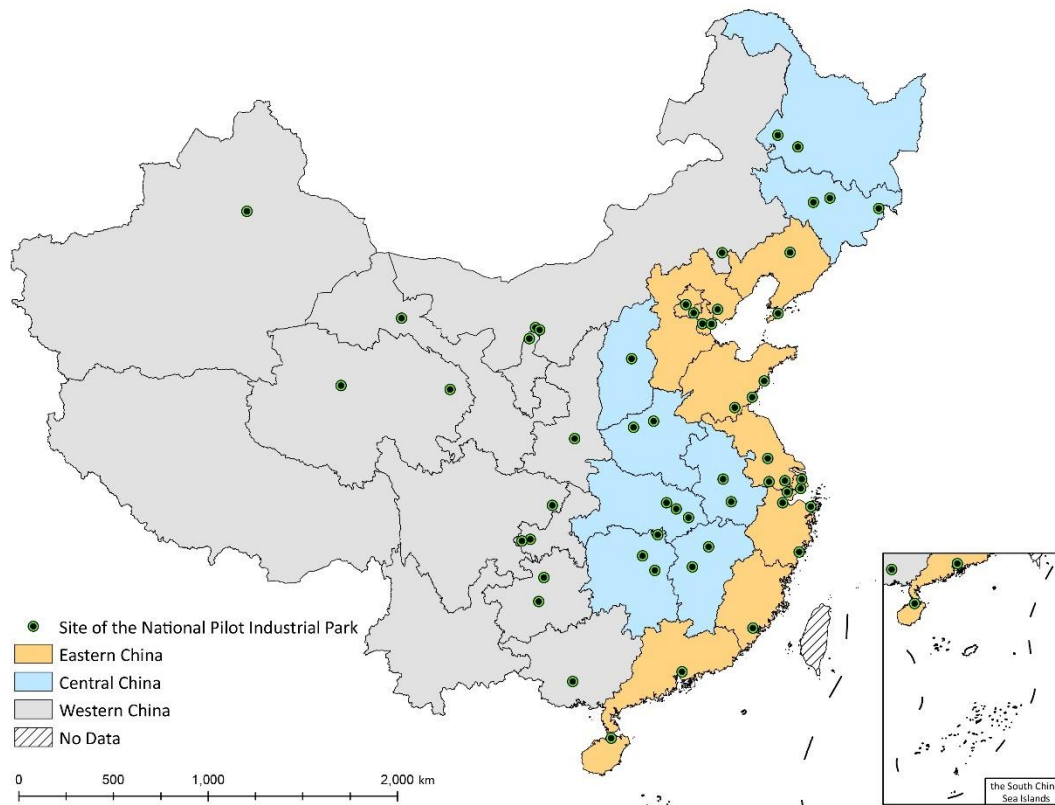 Site of the National Pilot Industrial Park
Eastern China
Central China
Western China
No Data
0 500 1,000 2,000 km
the South China
Sea Islands